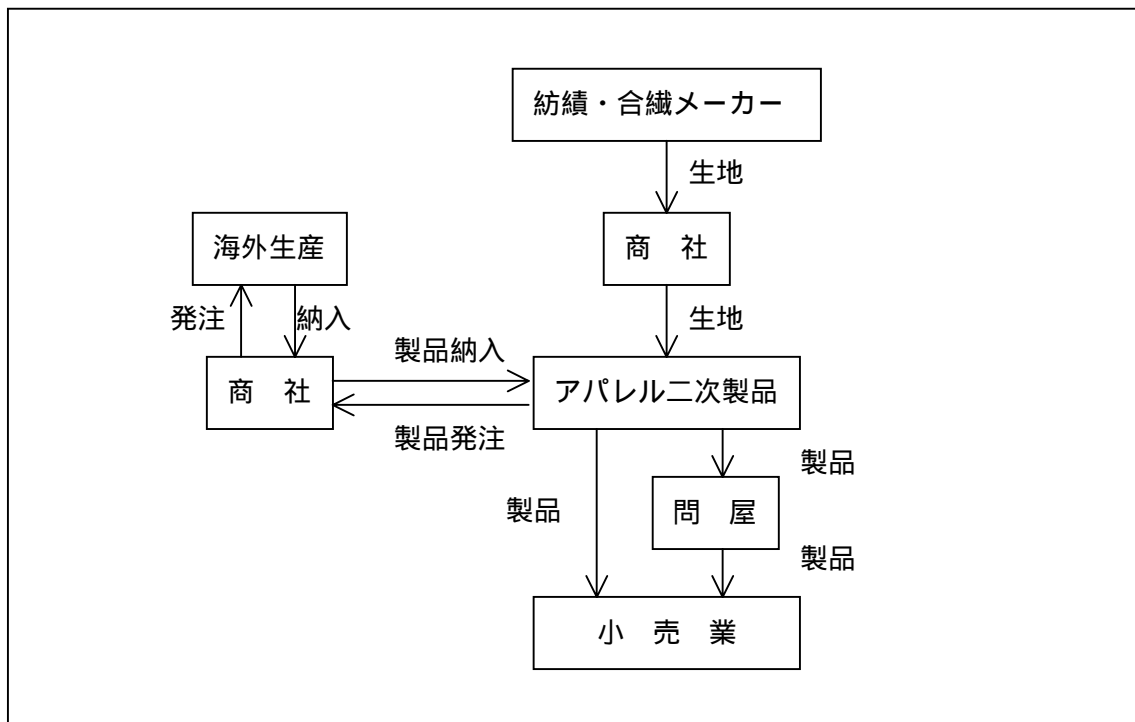 紡績・合繊メーカー
生地
海外生産
商　社
発注
納入
生地
製品納入
商　社
アパレル二次製品
製品発注
製品
製品
問　屋
製品
小　売　業